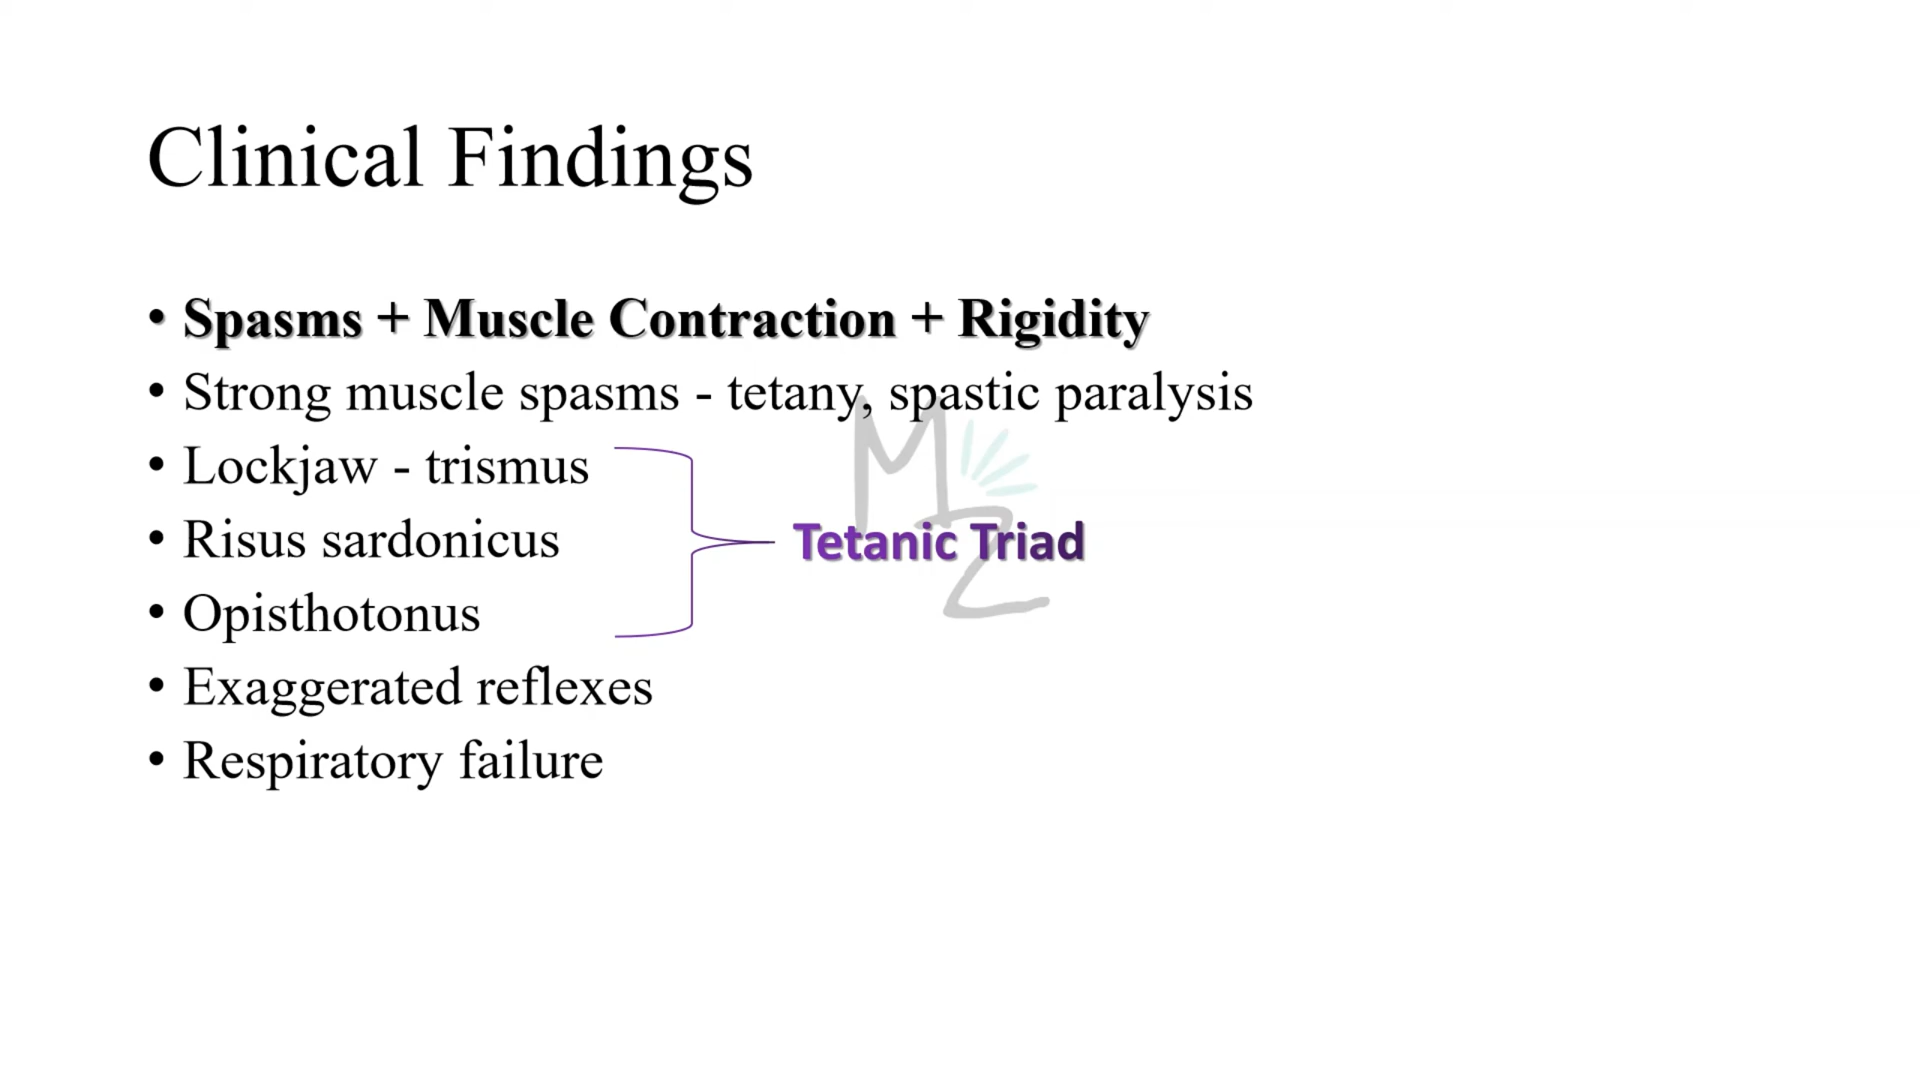 Clinical Findings
• Spasms + Muscle Contraction + Rigidity
• Strong muscle spasms - tetany, spastic paralysis
• Lockjaw - trismus
• Risus sardonicus
• Opisthotonus
Tetanic Triad
• Exaggerated reflexes
• Respiratory failure
MZ